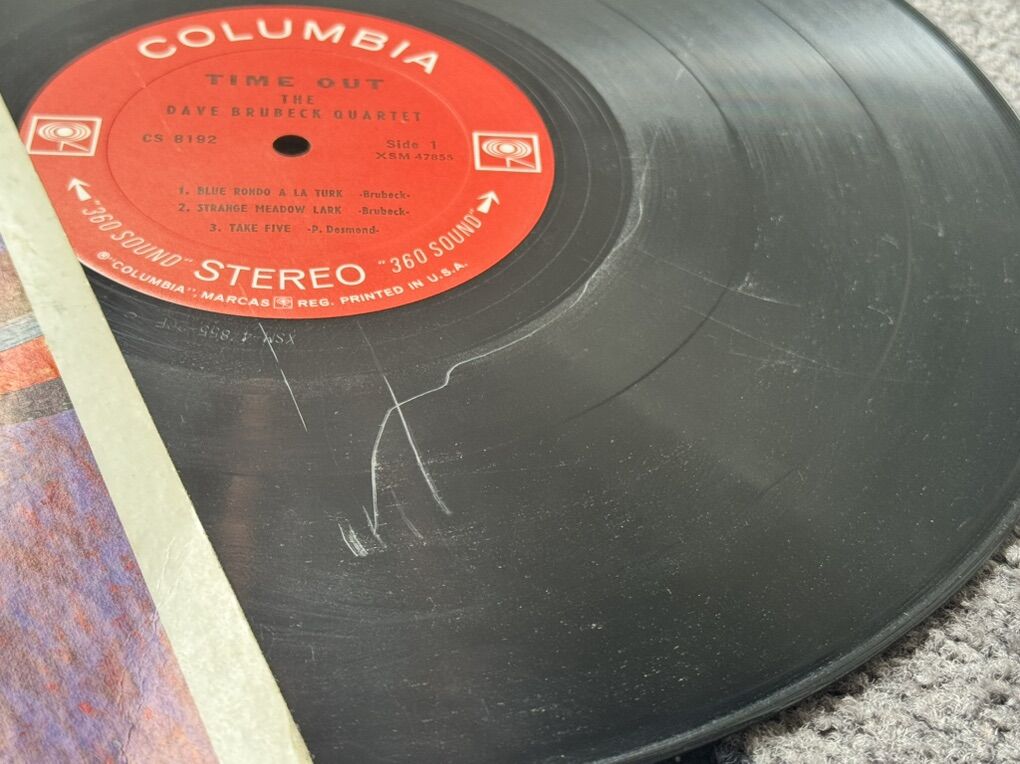 COLUMBIA
TIME OUT
THE
DAVE BRUBECK QUARTET
CS 8192
Side 1
XSM 47855
1. BLUE RONDO A LA TURK -Brubeck-
2. STRANGE MEADOW LARK -Brubeck-
3. TAKE FIVE -P. Desmond-
"360 SOUND" STEREO "360 SOUND"
®"COLUMBIA", MARCAS REG. PRINTED IN U.S.A.